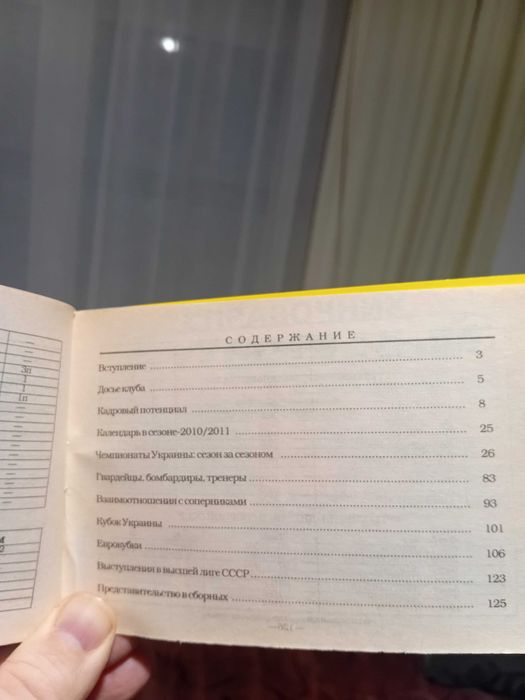 СОДЕРЖАНИЕ
Вступление 3
Досье клуба 5
Кадровый потенциал 8
Календарь в сезоне-2010/2011 25
Чемпионаты Украины: сезон за сезоном 26
Гвардейцы, бомбардиры, тренеры 83
Взаимоотношения с соперниками 93
Кубок Украины 101
Еврокубки 106
Выступления в высшей лиге СССР 123
Представительство в сборных 125
— 126 —